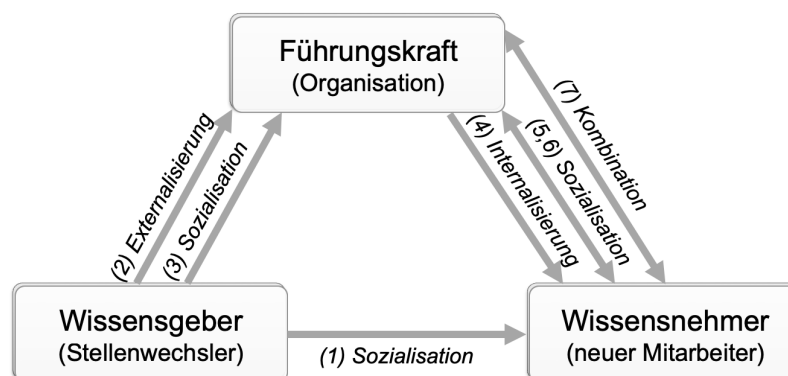 Führungskraft
(Organisation)
(2) Externalisierung
(3) Sozialisation
(4) Internalisierung
(5,6) Sozialisation
(7) Kombination
Wissensgeber
(Stellenwechsler)
(1) Sozialisation
Wissensnehmer
(neuer Mitarbeiter)